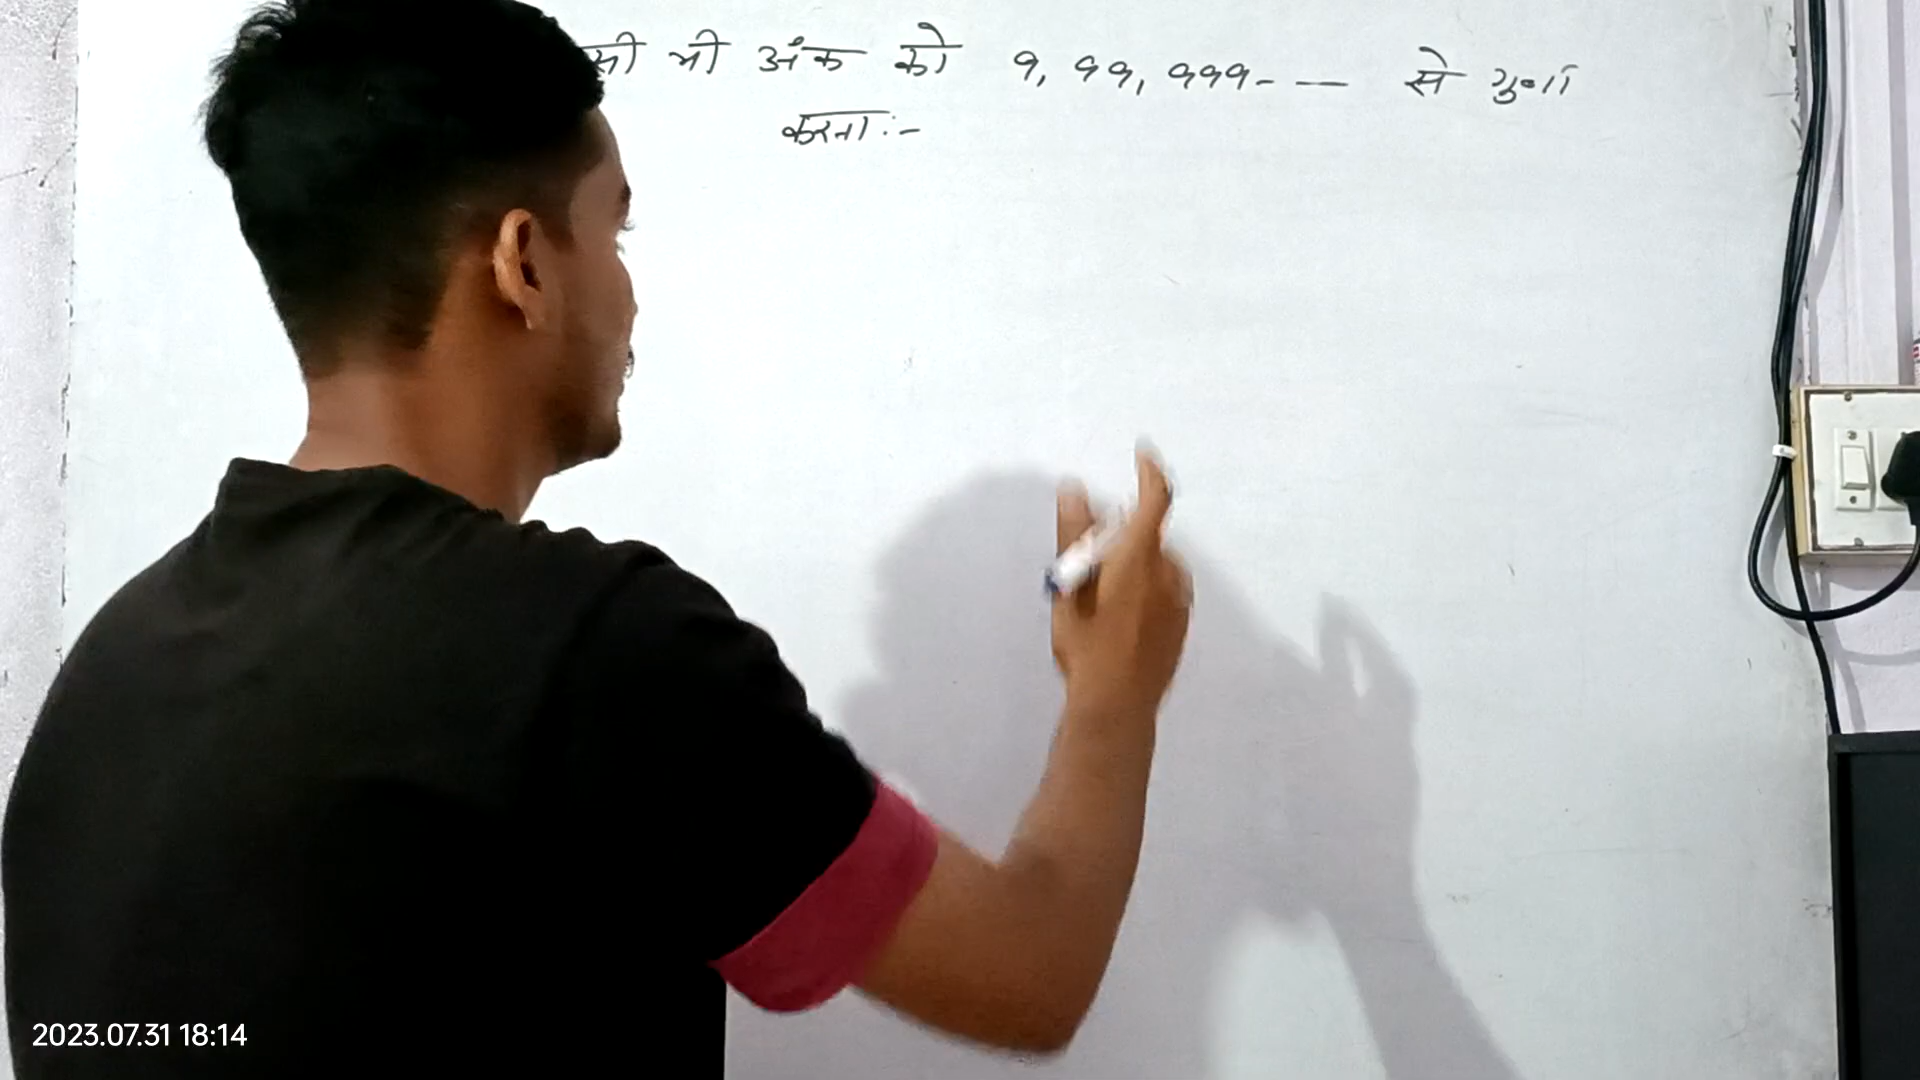 सी भी अंक को 9, 99, 999- — से गुणा
करना :-
2023.07.31 18:14